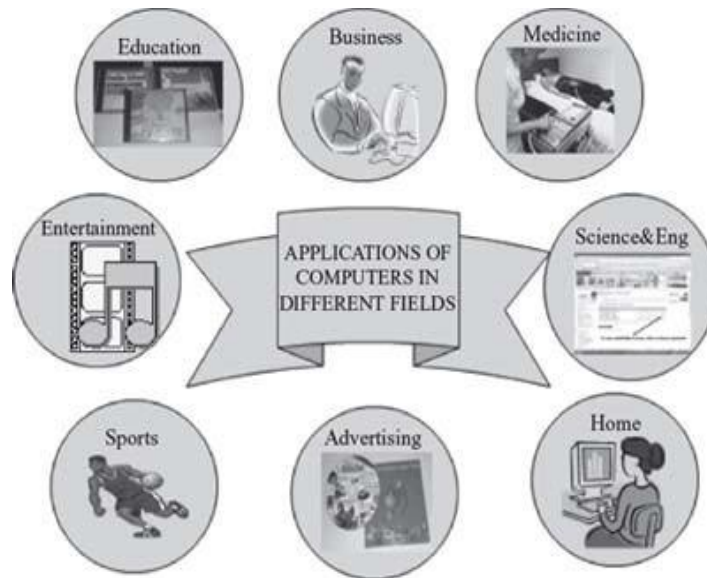 Education
Business
Medicine
Entertainment
APPLICATIONS OF
COMPUTERS IN
DIFFERENT FIELDS
Science&Eng
Sports
Advertising
Home